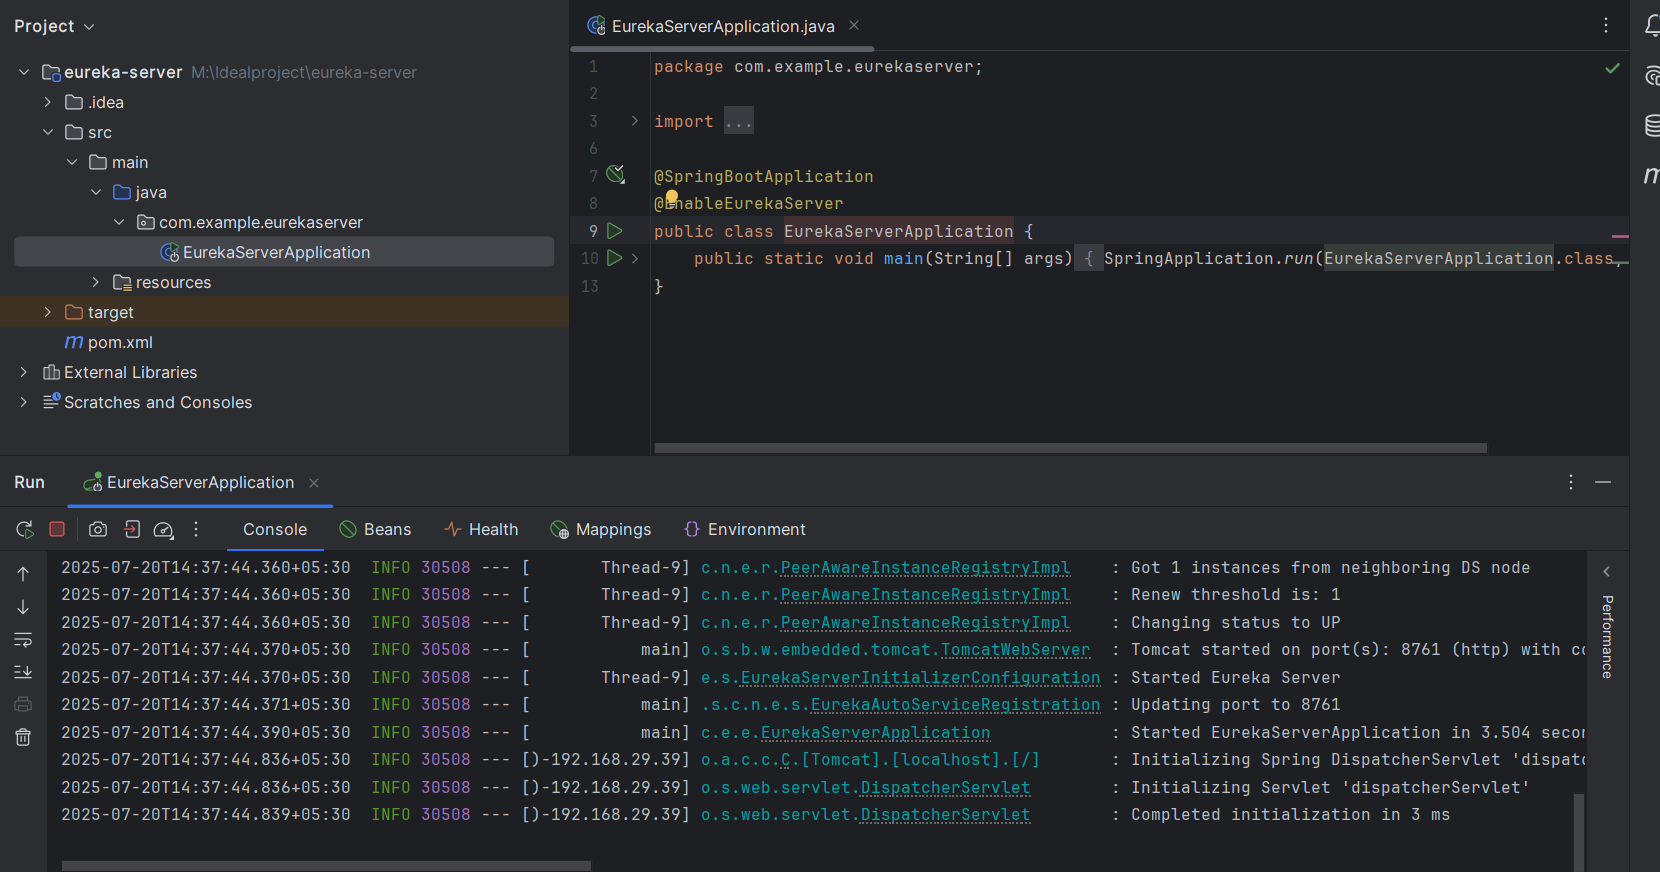 Project
eureka-server M:\Idealproject\eureka-server
.idea
src
main
java
com.example.eurekaserver
EurekaServerApplication
resources
target
pom.xml
External Libraries
Scratches and Consoles
EurekaServerApplication.java
1 package com.example.eurekaserver;
2
3 import ...
6
7 @SpringBootApplication
8 @EnableEurekaServer
9 public class EurekaServerApplication {
10 public static void main(String[] args) { SpringApplication.run(EurekaServerApplication.class,
13 }
Run EurekaServerApplication
Console Beans Health Mappings Environment
2025-07-20T14:37:44.360+05:30 INFO 30508 --- [ Thread-9] c.n.e.r.PeerAwareInstanceRegistryImpl : Got 1 instances from neighboring DS node
2025-07-20T14:37:44.360+05:30 INFO 30508 --- [ Thread-9] c.n.e.r.PeerAwareInstanceRegistryImpl : Renew threshold is: 1
2025-07-20T14:37:44.360+05:30 INFO 30508 --- [ Thread-9] c.n.e.r.PeerAwareInstanceRegistryImpl : Changing status to UP
2025-07-20T14:37:44.370+05:30 INFO 30508 --- [ main] o.s.b.w.embedded.tomcat.TomcatWebServer : Tomcat started on port(s): 8761 (http) with
2025-07-20T14:37:44.370+05:30 INFO 30508 --- [ Thread-9] e.s.EurekaServerInitializerConfiguration : Started Eureka Server
2025-07-20T14:37:44.371+05:30 INFO 30508 --- [ main] .s.c.n.e.s.EurekaAutoServiceRegistration : Updating port to 8761
2025-07-20T14:37:44.390+05:30 INFO 30508 --- [ main] c.e.e.EurekaServerApplication : Started EurekaServerApplication in 3.504
2025-07-20T14:37:44.836+05:30 INFO 30508 --- [)-192.168.29.39] o.a.c.c.C.[Tomcat].[localhost].[/] : Initializing Spring DispatcherServlet
2025-07-20T14:37:44.836+05:30 INFO 30508 --- [)-192.168.29.39] o.s.web.servlet.DispatcherServlet : Initializing Servlet 'dispatcherServlet'
2025-07-20T14:37:44.839+05:30 INFO 30508 --- [)-192.168.29.39] o.s.web.servlet.DispatcherServlet : Completed initialization in 3 ms
Performance